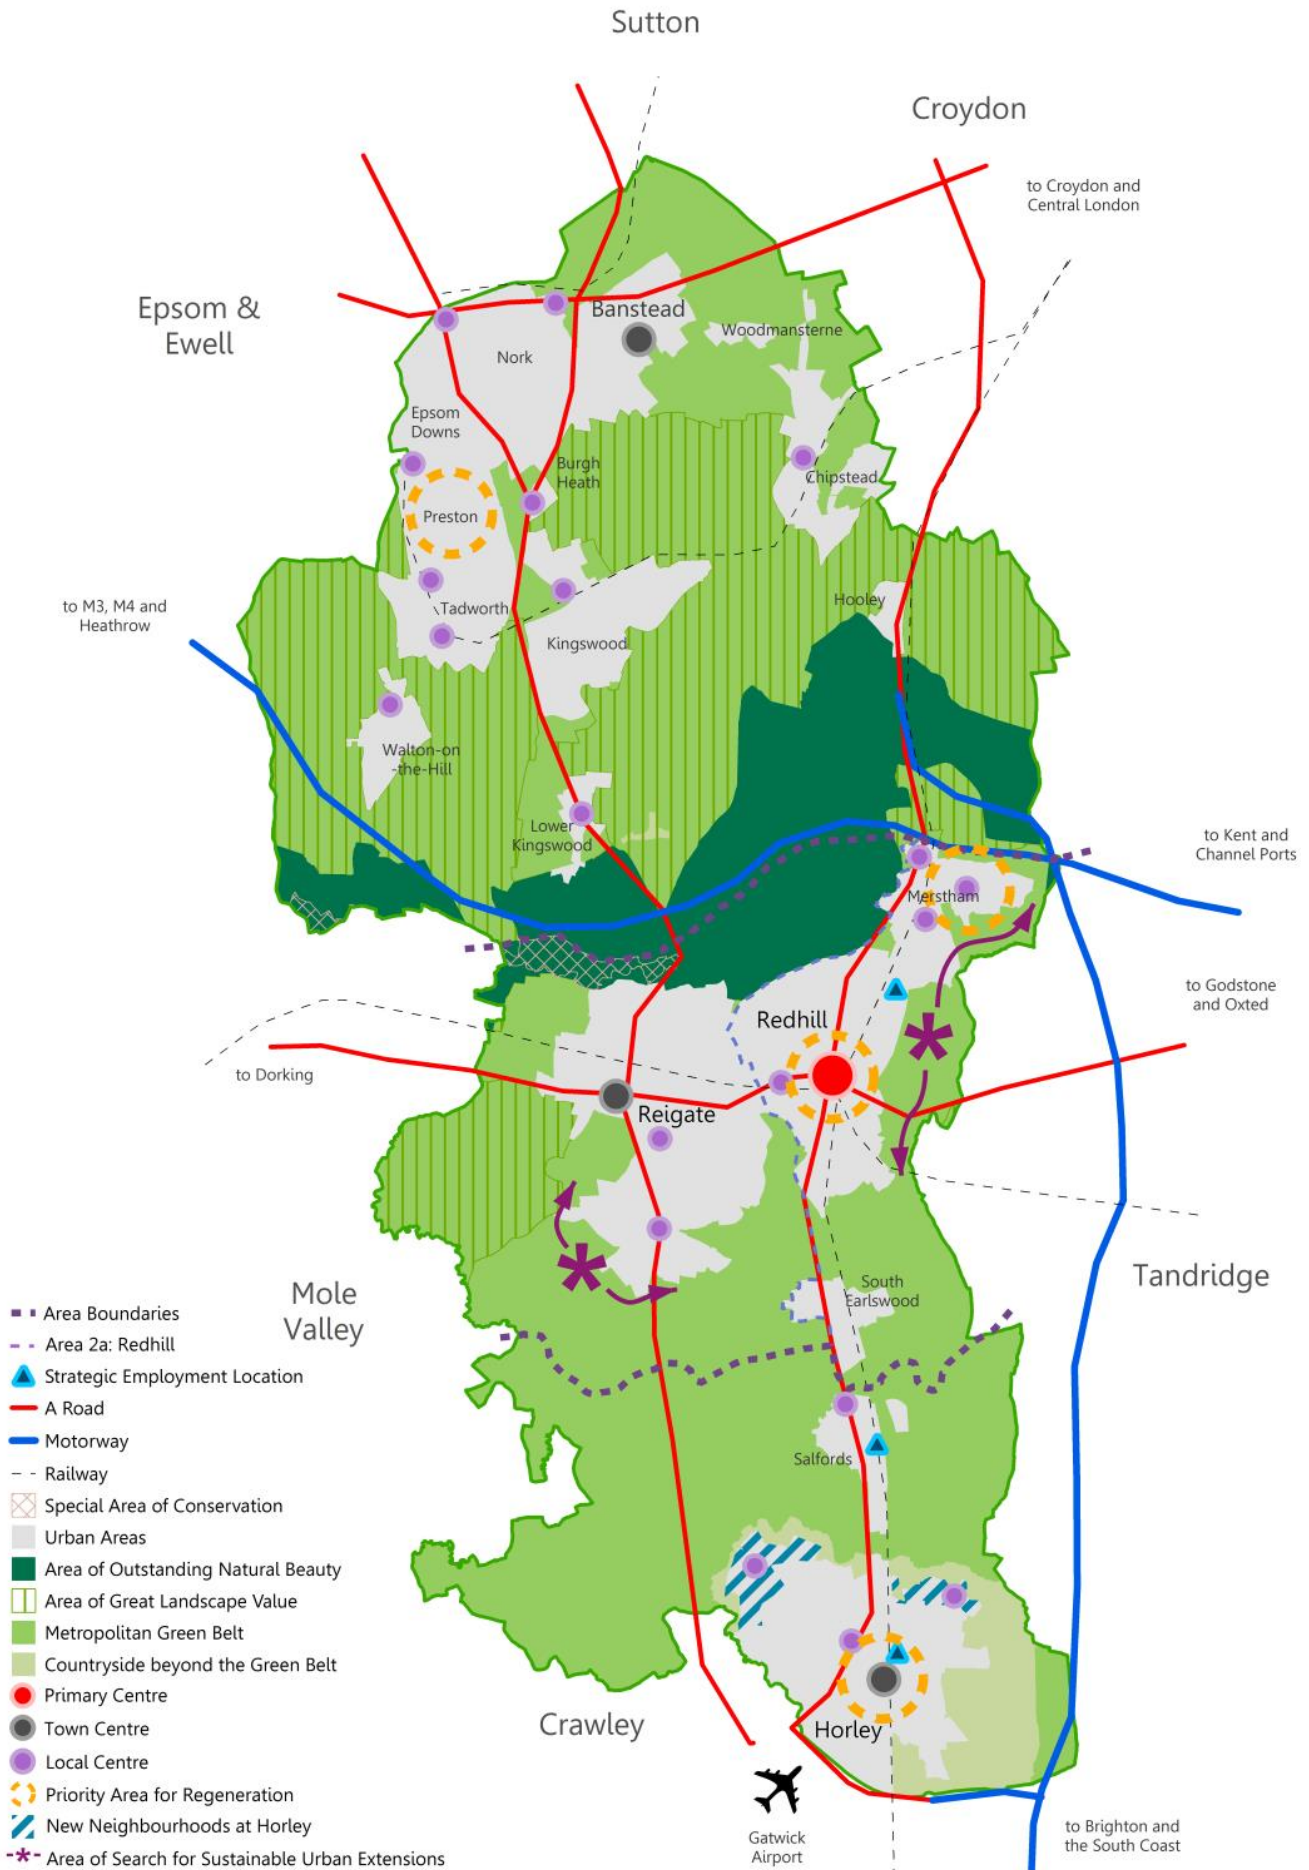 Sutton
Croydon
to Croydon and
Central London
Epsom &
Ewell
Banstead
Woodmansterne
Nork
Epsom
Downs
Burgh
Heath
Chipstead
Preston
to M3, M4 and
Heathrow
Tadworth
Hooley
Kingswood
Walton-on
-the-Hill
Lower
Kingswood
to Kent and
Channel Ports
Merstham
to Godstone
and Oxted
Redhill
to Dorking
Reigate
Mole
Valley
South
Earlswood
Tandridge
Salfords
Crawley
Horley
Gatwick
Airport
to Brighton and
the South Coast
Area Boundaries
Area 2a: Redhill
Strategic Employment Location
A Road
Motorway
Railway
Special Area of Conservation
Urban Areas
Area of Outstanding Natural Beauty
Area of Great Landscape Value
Metropolitan Green Belt
Countryside beyond the Green Belt
Primary Centre
Town Centre
Local Centre
Priority Area for Regeneration
New Neighbourhoods at Horley
Area of Search for Sustainable Urban Extensions